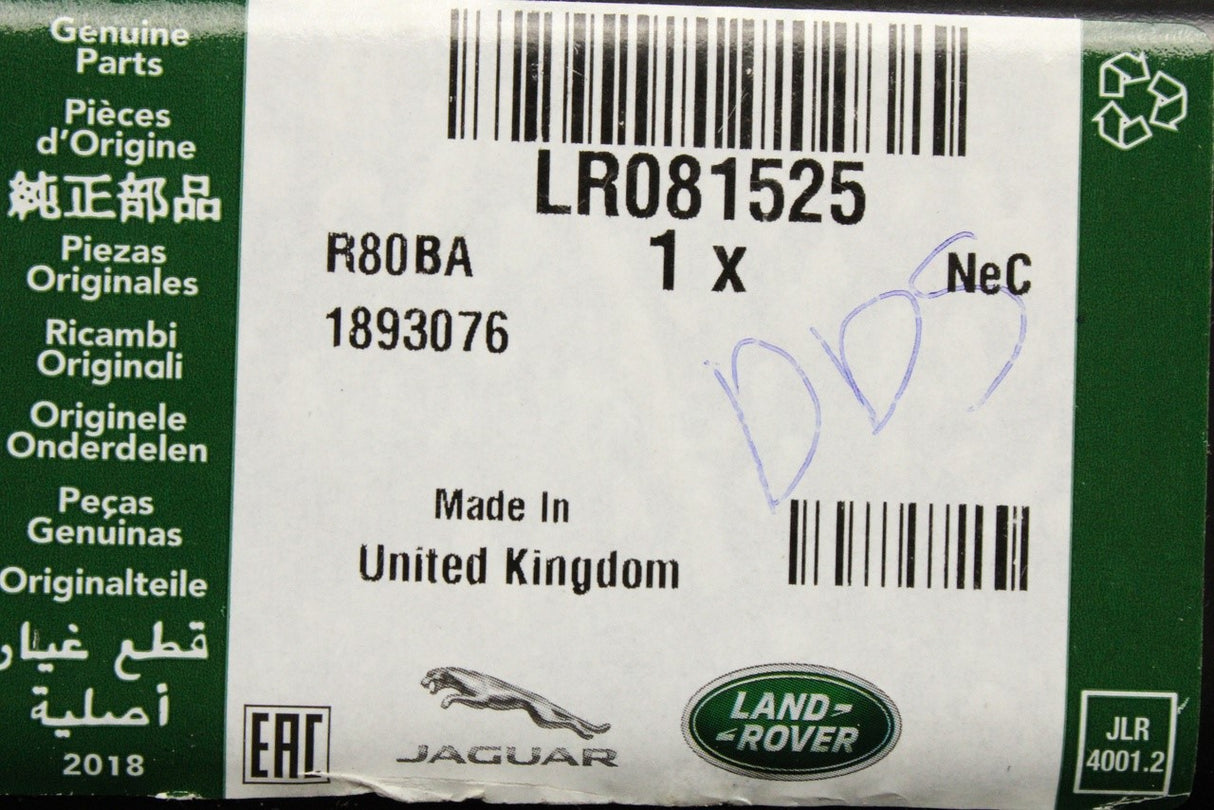 Genuine
Parts
Pièces
d'Origine
純正部品
Piezas
Originales
Ricambi
Originali
Originele
Onderdelen
Peças
Genuinas
Originalteile
قطع غيار
أصلية
2018
LR081525
R80BA
1 x
NeC
1893076
DDS
Made In
United Kingdom
EAC
JAGUAR
LAND-
-ROVER
JLR
4001.2